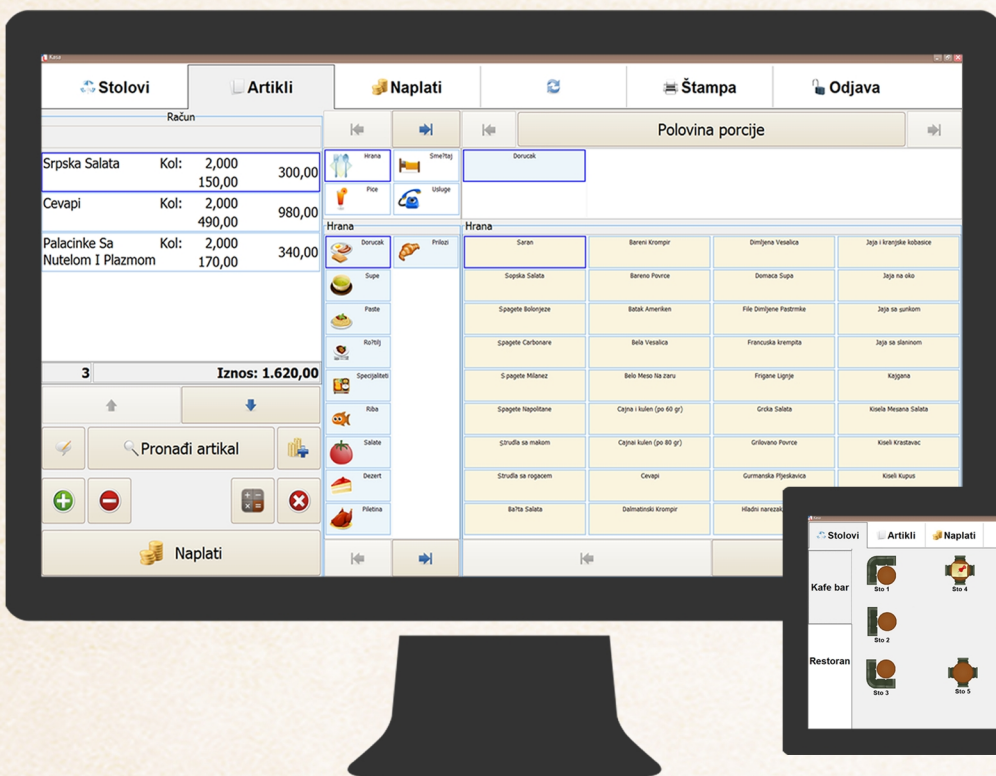 Kasa
Stolovi
Artikli
Naplati
Štampa
Odjava
Račun
Srpska Salata Kol: 2,000 300,00
150,00
Cevapi Kol: 2,000 980,00
490,00
Palacinke Sa Kol: 2,000 340,00
Nutelom I Plazmom 170,00
3 Iznos: 1.620,00
Pronađi artikal
Naplati
Polovina porcije
Hrana
Sme?taj
Pice
Usluge
Dorucak
Hrana
Dorucak
Prilozi
Supe
Paste
Ro?tilj
Specijaliteti
Riba
Salate
Dezert
Piletina
Hrana
Saran Bareni Krompir Dimljena Vesalica Jaja i kranjske kobasice
Sopska Salata Bareno Povrce Domaca Supa Jaja na oko
Spagete Bolonjeze Batak Ameriken File Dimljene Pastrmke Jaja sa sunkom
Spagete Carbonare Bela Vesalica Francuska krempita Jaja sa slaninom
Spagete Milanez Belo Meso Na zaru Frigane Lignje Kajgana
Spagete Napolitane Cajna i kulen (po 60 gr) Grcka Salata Kisela Mesana Salata
Strudla sa makom Cajnai kulen (po 80 gr) Grilovano Povrce Kiseli Krastavac
Strudla sa rogacem Cevapi Gurmanska Pljeskavica Kiseli Kupus
Ba?ta Salata Dalmatinski Krompir Hladni narezak
Stolovi
Artikli
Naplati
Kafe bar
Restoran
Sto 1
Sto 4
Sto 2
Sto 3
Sto 5